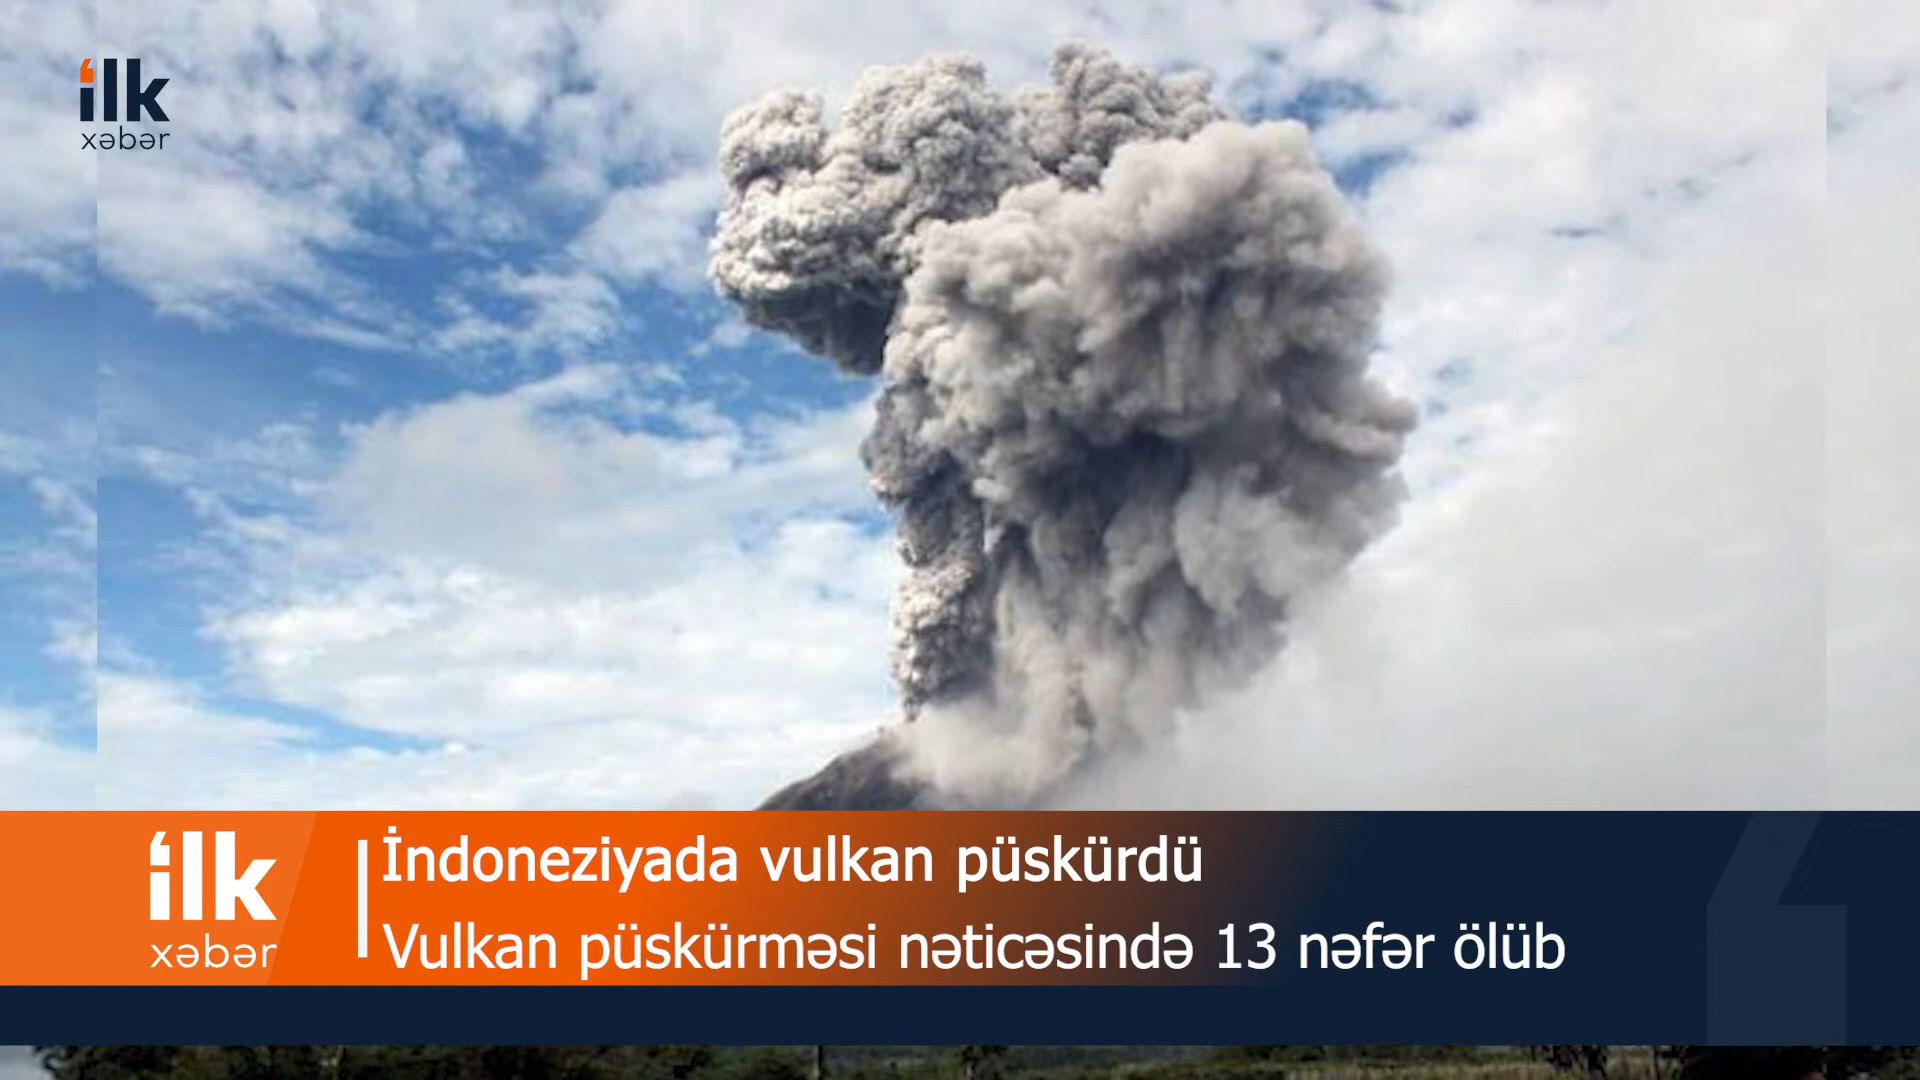 ilk
xəbər
ilk
xəbər
İndoneziyada vulkan püskürdü
Vulkan püskürməsi nəticəsində 13 nəfər ölüb